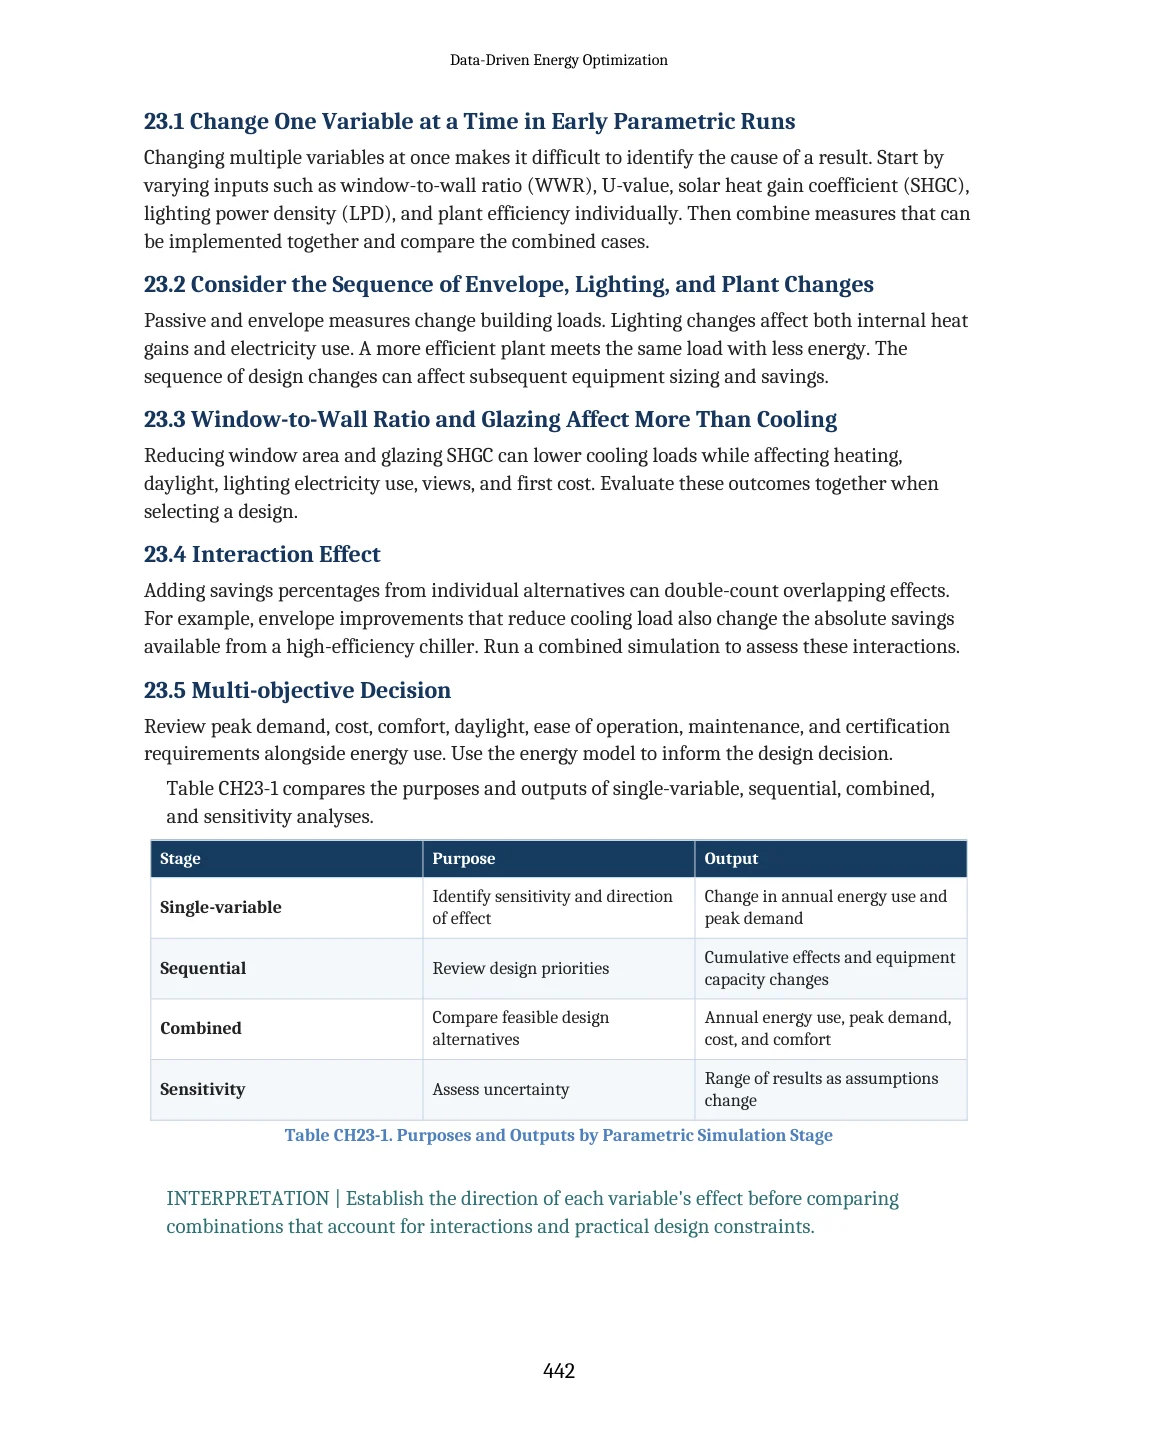 Data-Driven Energy Optimization
23.1 Change One Variable at a Time in Early Parametric Runs
Changing multiple variables at once makes it difficult to identify the cause of a result. Start by
varying inputs such as window-to-wall ratio (WWR), U-value, solar heat gain coefficient (SHGC),
lighting power density (LPD), and plant efficiency individually. Then combine measures that can
be implemented together and compare the combined cases.
23.2 Consider the Sequence of Envelope, Lighting, and Plant Changes
Passive and envelope measures change building loads. Lighting changes affect both internal heat
gains and electricity use. A more efficient plant meets the same load with less energy. The
sequence of design changes can affect subsequent equipment sizing and savings.
23.3 Window-to-Wall Ratio and Glazing Affect More Than Cooling
Reducing window area and glazing SHGC can lower cooling loads while affecting heating,
daylight, lighting electricity use, views, and first cost. Evaluate these outcomes together when
selecting a design.
23.4 Interaction Effect
Adding savings percentages from individual alternatives can double-count overlapping effects.
For example, envelope improvements that reduce cooling load also change the absolute savings
available from a high-efficiency chiller. Run a combined simulation to assess these interactions.
23.5 Multi-objective Decision
Review peak demand, cost, comfort, daylight, ease of operation, maintenance, and certification
requirements alongside energy use. Use the energy model to inform the design decision.
Table CH23-1 compares the purposes and outputs of single-variable, sequential, combined,
and sensitivity analyses.
Stage Purpose Output
Single-variable
Identify sensitivity and direction
of effect
Change in annual energy use and
peak demand
Sequential
Review design priorities
Cumulative effects and equipment
capacity changes
Combined
Compare feasible design
alternatives
Annual energy use, peak demand,
cost, and comfort
Sensitivity
Assess uncertainty
Range of results as assumptions
change
Table CH23-1. Purposes and Outputs by Parametric Simulation Stage
INTERPRETATION | Establish the direction of each variable's effect before comparing
combinations that account for interactions and practical design constraints.
442